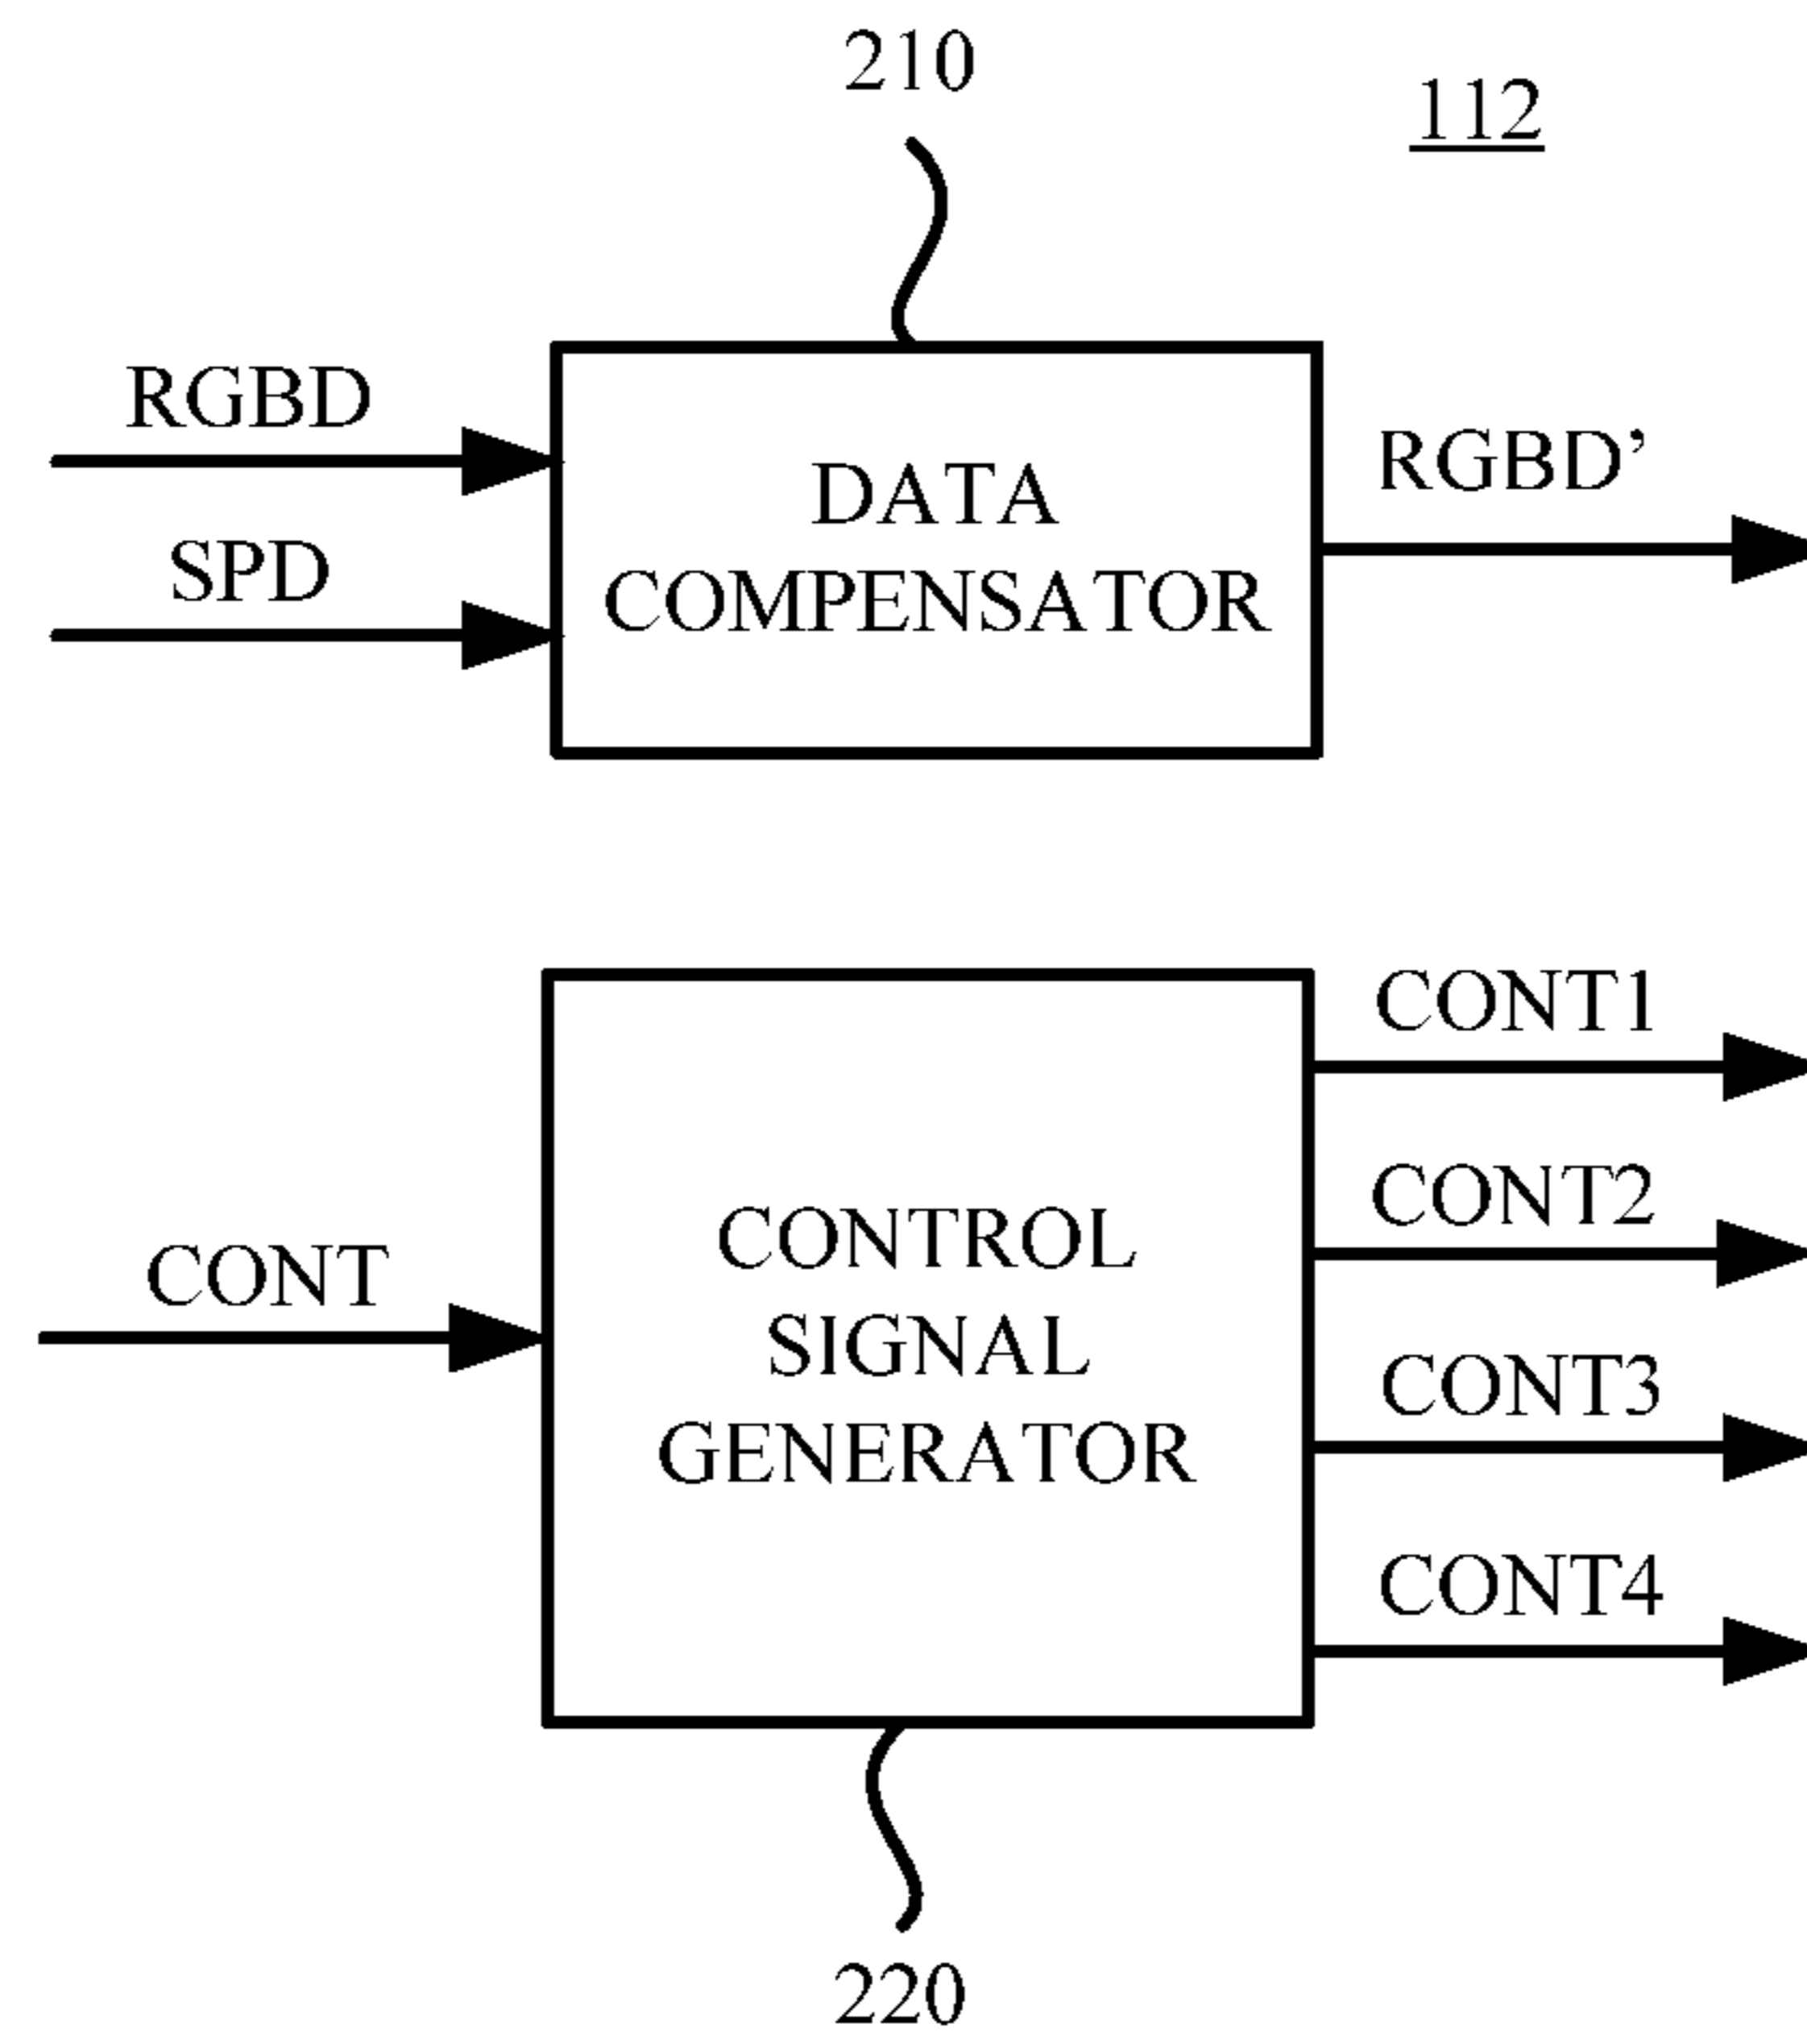 210
112
RGBD
SPD
DATA
COMPENSATOR
RGBD’
CONT
CONTROL
SIGNAL
GENERATOR
CONT1
CONT2
CONT3
CONT4
220